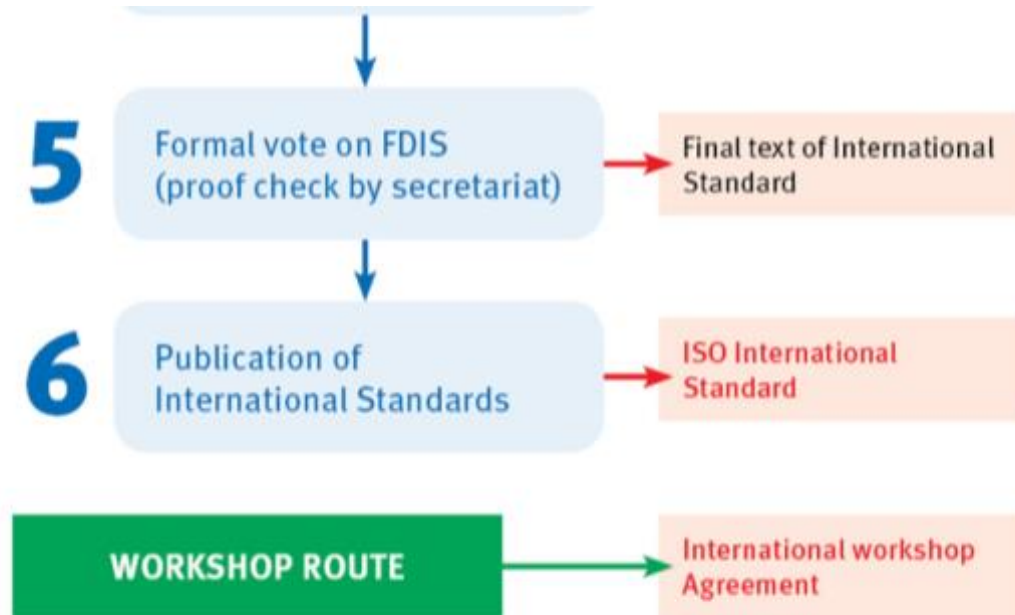 5
Formal vote on FDIS
(proof check by secretariat)
Final text of International
Standard
6
Publication of
International Standards
ISO International
Standard
WORKSHOP ROUTE
International workshop
Agreement